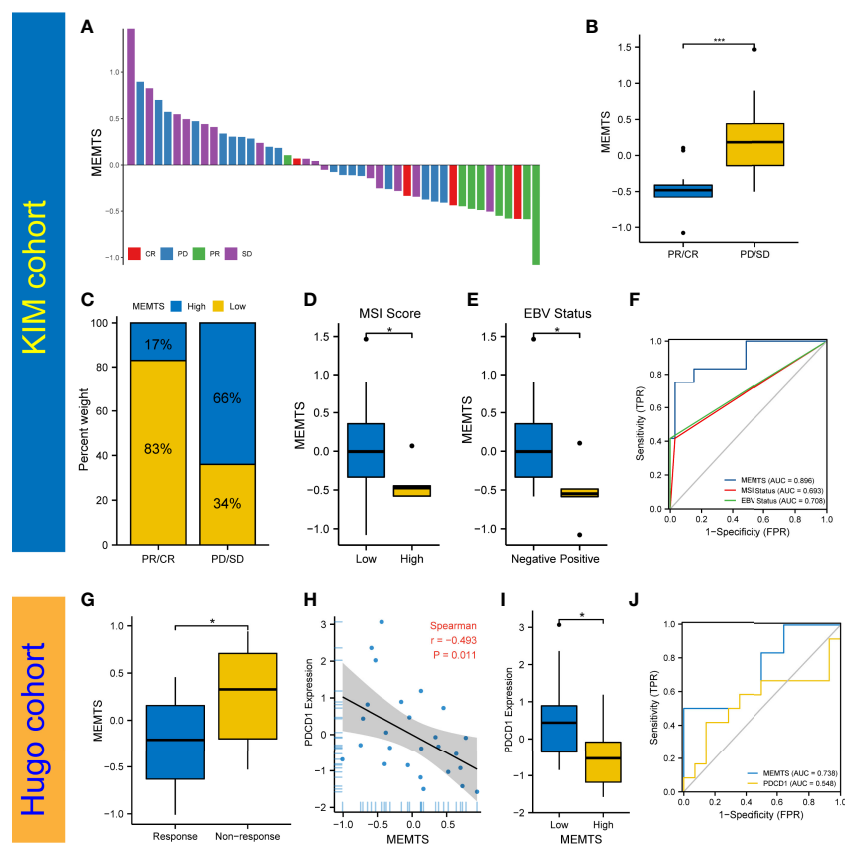 KIM cohort
A
MEMTS
1.0
0.5
0.0
−0.5
−1.0
CR PD PR SD
B
MEMTS
1.5
1.0
0.5
0.0
−0.5
−1.0
***
PR/CR PD/SD
C
MEMTS High Low
Percent weight
100
80
60
40
20
0
17%
83%
66%
34%
PR/CR PD/SD
D
MSI Score
MEMTS
1.5
1.0
0.5
0.0
−0.5
−1.0
*
Low High
E
EBV Status
MEMTS
1.5
1.0
0.5
0.0
−0.5
−1.0
*
Negative Positive
F
Sensitivity (TPR)
1.0
0.8
0.6
0.4
0.2
0.0
MEMTS (AUC = 0.896)
MSI Status (AUC = 0.693)
EBV Status (AUC = 0.708)
0.0 0.2 0.4 0.6 0.8 1.0
1−Specificity (FPR)
Hugo cohort
G
MEMTS
1.0
0.5
0.0
−0.5
−1.0
*
Response Non−response
H
PDCD1 Expression
3
2
1
0
−1
−2
Spearman
r = −0.493
P = 0.011
−1.0 −0.5 0.0 0.5
MEMTS
I
PDCD1 Expression
3
2
1
0
−1
−2
*
Low High
MEMTS
J
Sensitivity (TPR)
1.0
0.8
0.6
0.4
0.2
0.0
MEMTS (AUC = 0.738)
PDCD1 (AUC = 0.548)
0.0 0.2 0.4 0.6 0.8 1.0
1−Specificity (FPR)